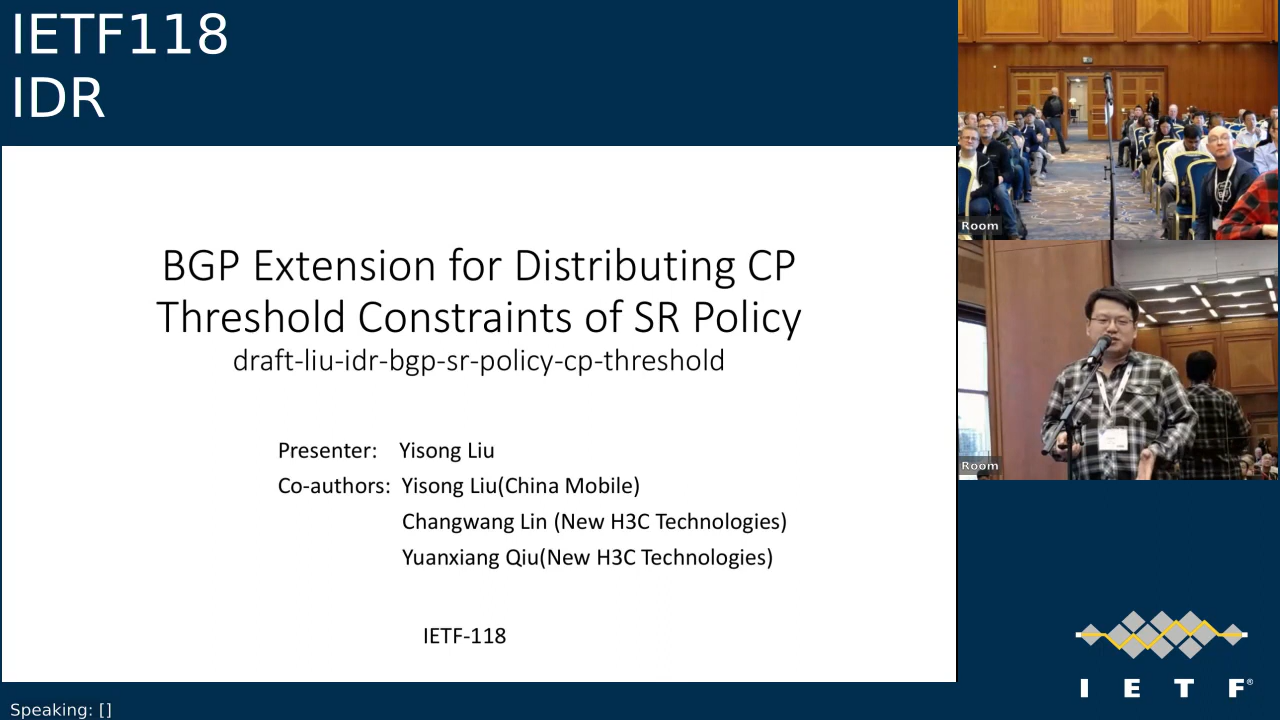 IETF118
IDR
BGP Extension for Distributing CP
Threshold Constraints of SR Policy
draft-liu-idr-bgp-sr-policy-cp-threshold
Presenter: Yisong Liu
Co-authors: Yisong Liu(China Mobile)
Changwang Lin (New H3C Technologies)
Yuanxiang Qiu(New H3C Technologies)
IETF-118
Room
Room
I E T F®
Speaking: []